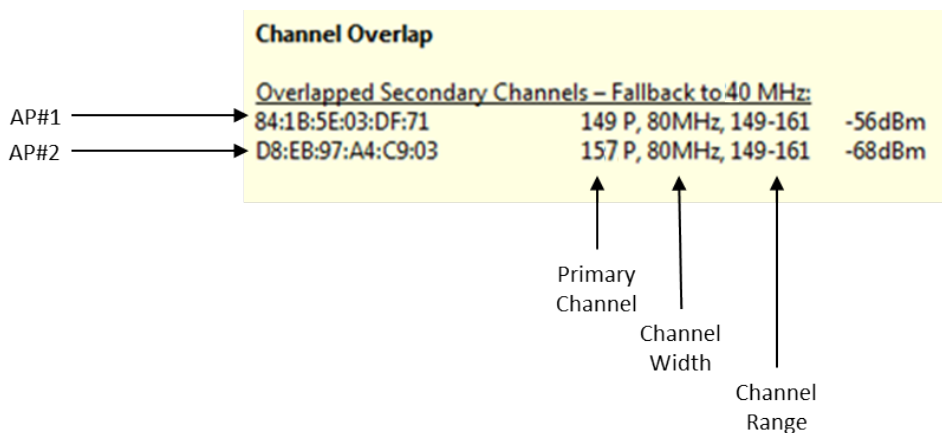 Channel Overlap
Overlapped Secondary Channels – Fallback to 40 MHz:
AP#1 84:1B:5E:03:DF:71 149 P, 80MHz, 149-161 -56dBm
AP#2 D8:EB:97:A4:C9:03 157 P, 80MHz, 149-161 -68dBm
Primary
Channel
Channel
Width
Channel
Range